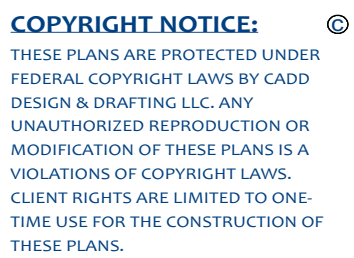 COPYRIGHT NOTICE: ©
THESE PLANS ARE PROTECTED UNDER
FEDERAL COPYRIGHT LAWS BY CADD
DESIGN & DRAFTING LLC. ANY
UNAUTHORIZED REPRODUCTION OR
MODIFICATION OF THESE PLANS IS A
VIOLATIONS OF COPYRIGHT LAWS.
CLIENT RIGHTS ARE LIMITED TO ONE-
TIME USE FOR THE CONSTRUCTION OF
THESE PLANS.